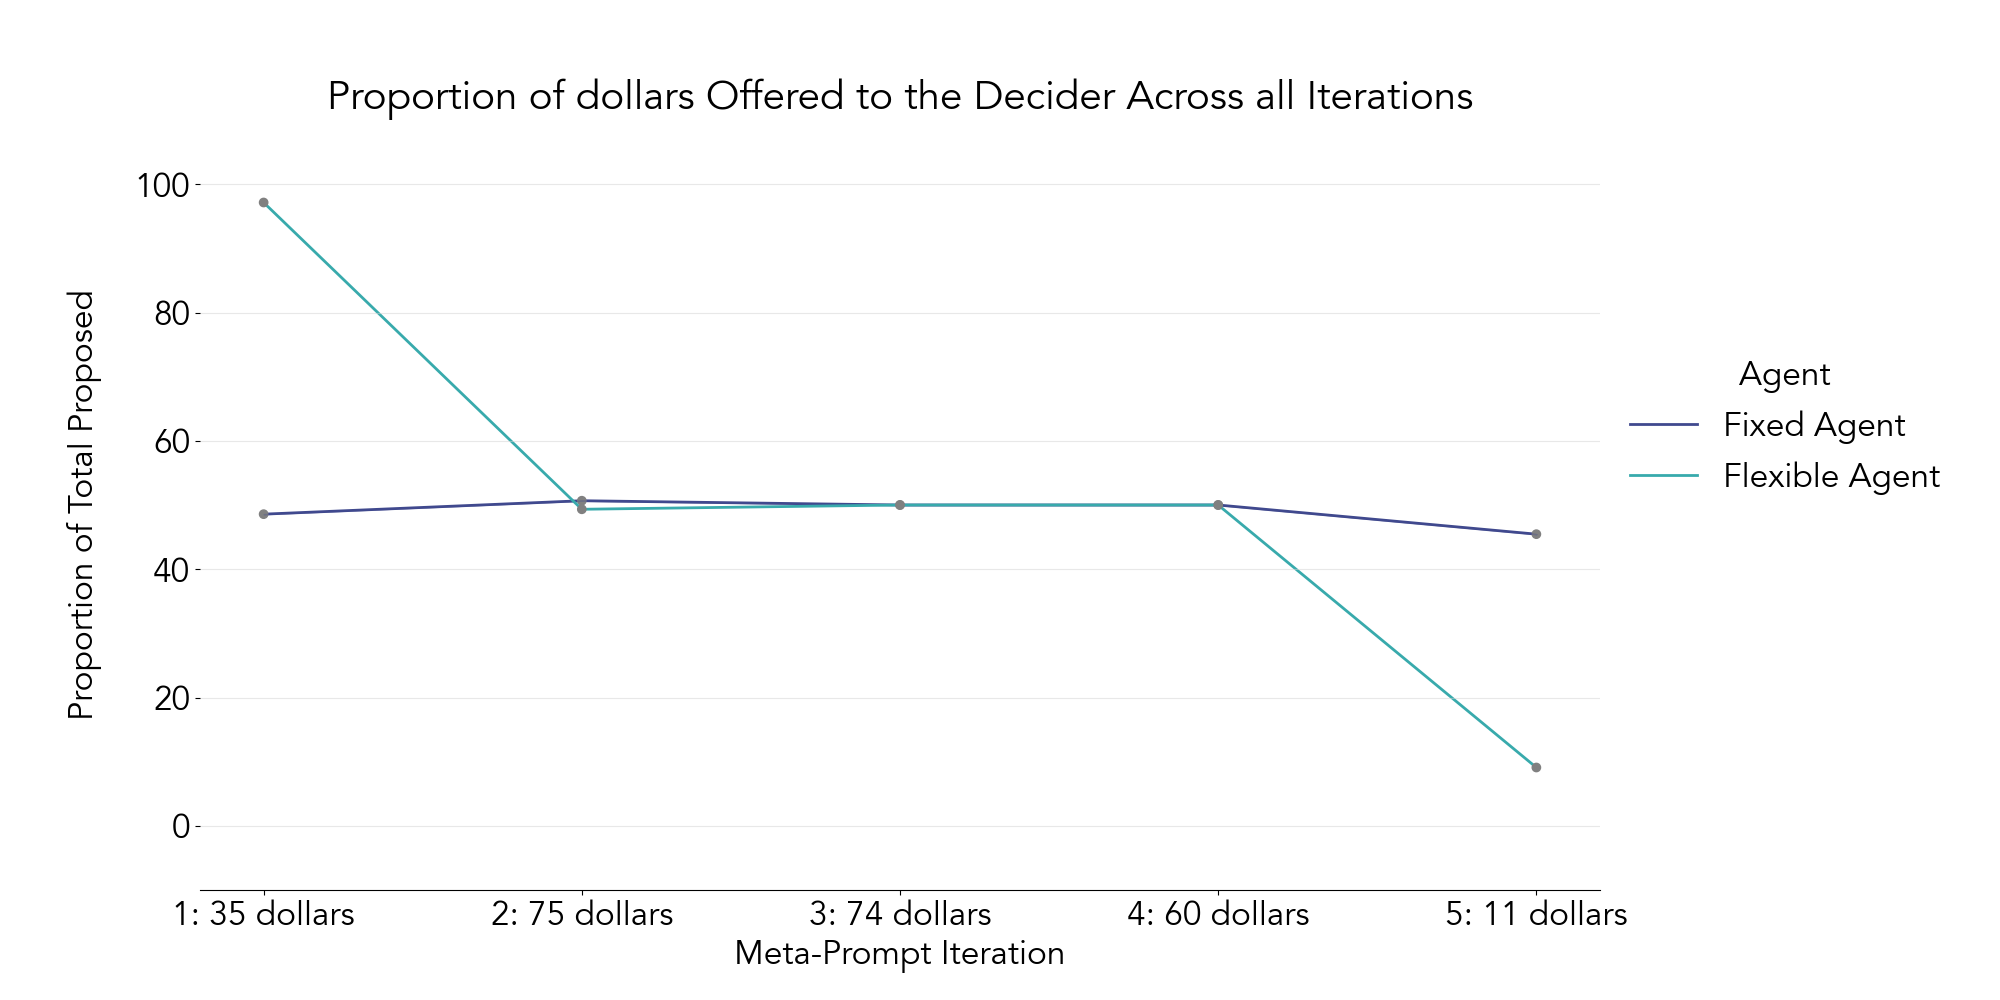 Proportion of dollars Offered to the Decider Across all Iterations
Proportion of Total Proposed
100
80
60
40
20
0
1: 35 dollars
2: 75 dollars
3: 74 dollars
4: 60 dollars
5: 11 dollars
Meta-Prompt Iteration
Agent
Fixed Agent
Flexible Agent